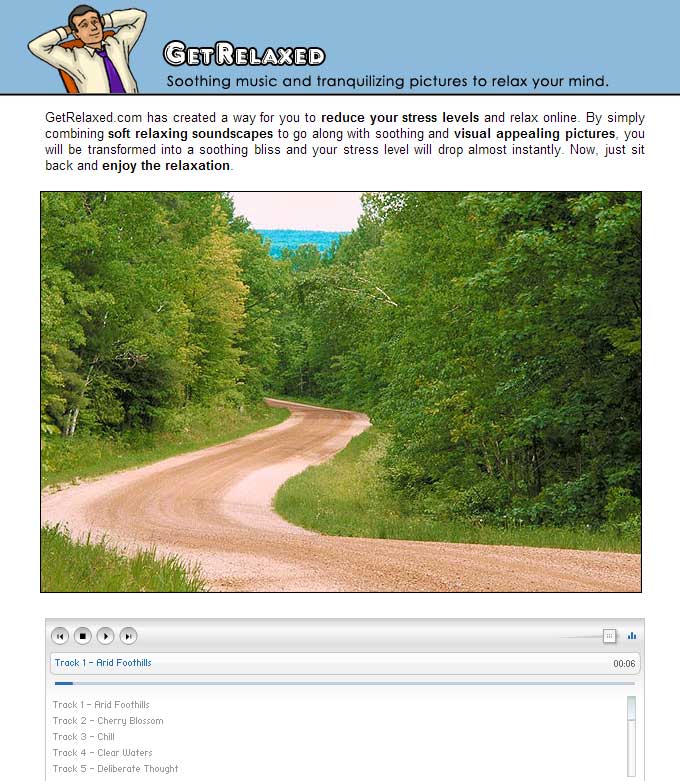 GetRelaxed
Soothing music and tranquilizing pictures to relax your mind.
GetRelaxed.com has created a way for you to reduce your stress levels and relax online. By simply
combining soft relaxing soundscapes to go along with soothing and visual appealing pictures, you
will be transformed into a soothing bliss and your stress level will drop almost instantly. Now, just sit
back and enjoy the relaxation.
Track 1 - Arid Foothills 00:06
Track 1 - Arid Foothills
Track 2 - Cherry Blossom
Track 3 - Chill
Track 4 - Clear Waters
Track 5 - Deliberate Thought